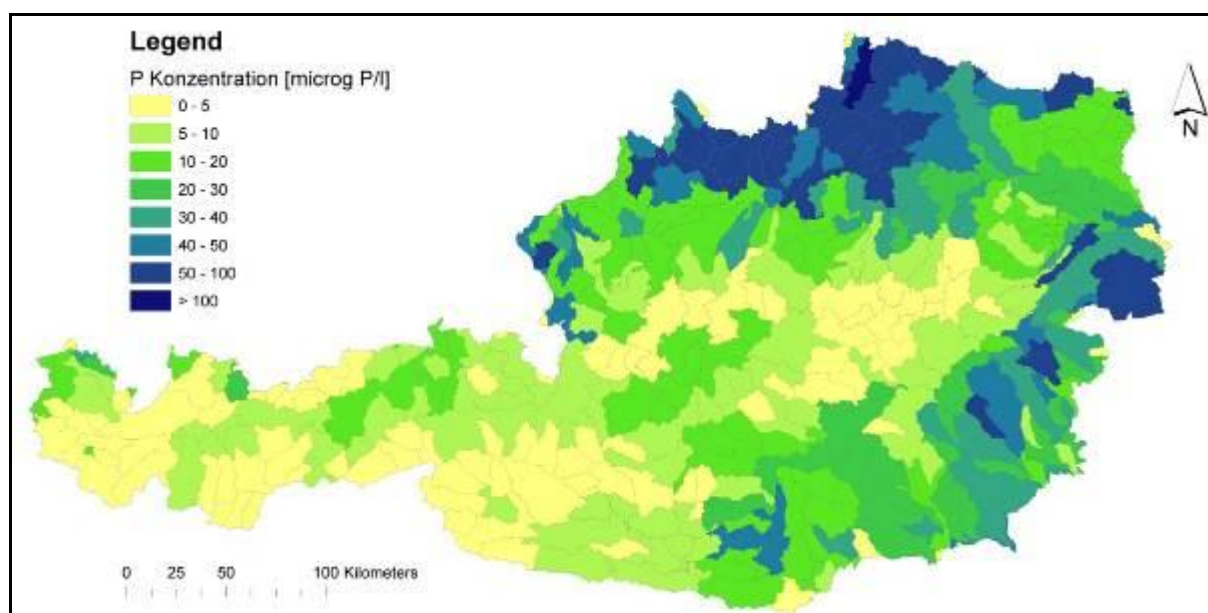 Legend
P Konzentration [microg P/l]
0 - 5
5 - 10
10 - 20
20 - 30
30 - 40
40 - 50
50 - 100
> 100
N
0 25 50 100 Kilometers